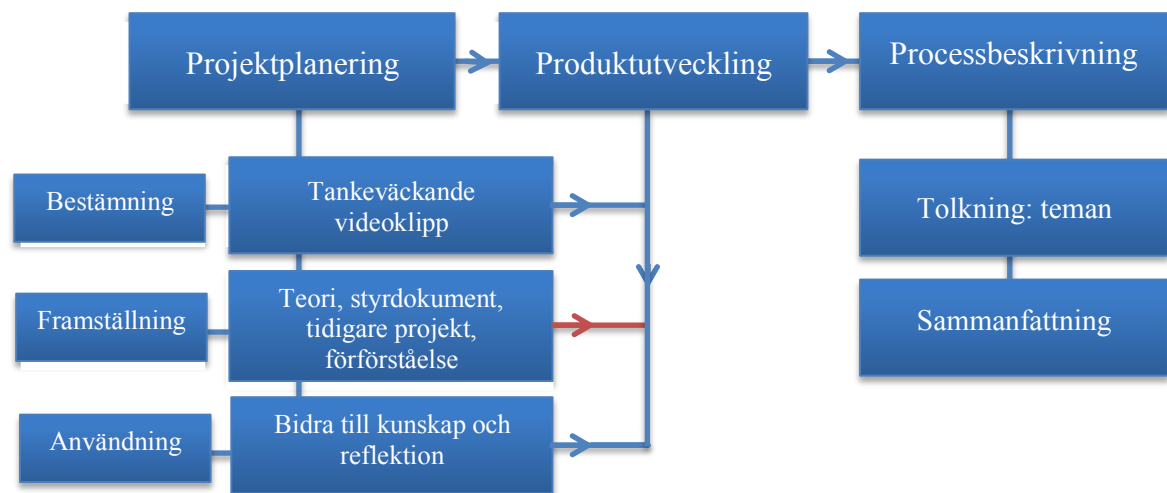 Projektplanering
Produktutveckling
Processbeskrivning
Bestämning
Tankeväckande
videoklipp
Tolkning: teman
Framställning
Teori, styrdokument,
tidigare projekt,
förförståelse
Sammanfattning
Användning
Bidra till kunskap och
reflektion